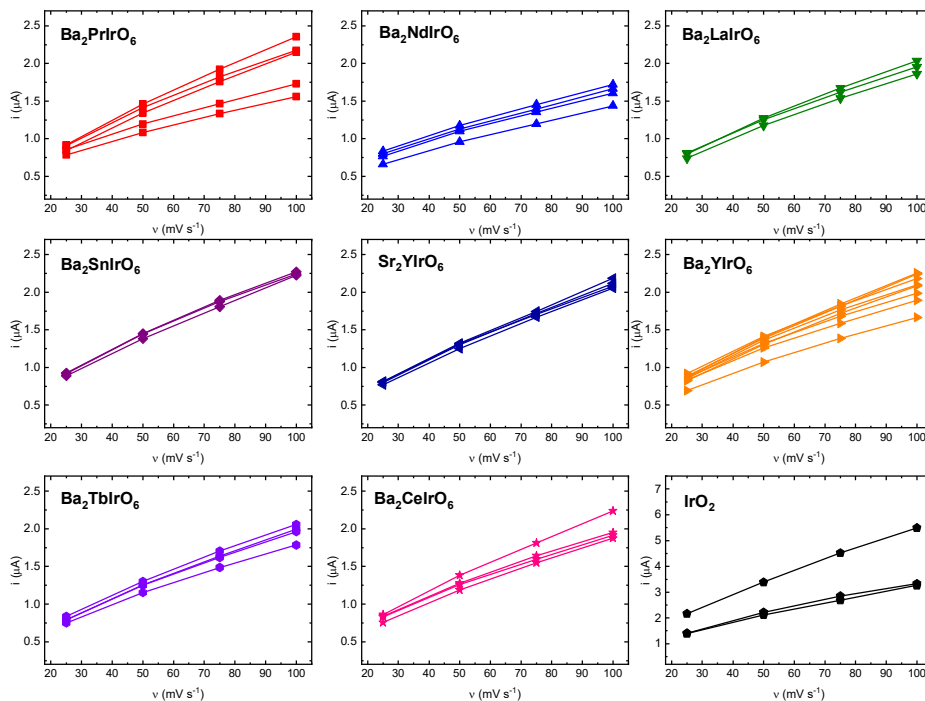 Ba₂PrIrO₆
2.5
2.0
1.5
1.0
0.5
i (µA)
20 30 40 50 60 70 80 90 100
ν (mV s⁻¹)
Ba₂NdIrO₆
2.5
2.0
1.5
1.0
0.5
i (µA)
20 30 40 50 60 70 80 90 100
ν (mV s⁻¹)
Ba₂LaIrO₆
2.5
2.0
1.5
1.0
0.5
i (µA)
20 30 40 50 60 70 80 90 100
ν (mV s⁻¹)
Ba₂SnIrO₆
2.5
2.0
1.5
1.0
0.5
i (µA)
20 30 40 50 60 70 80 90 100
ν (mV s⁻¹)
Sr₂YIrO₆
2.5
2.0
1.5
1.0
0.5
i (µA)
20 30 40 50 60 70 80 90 100
ν (mV s⁻¹)
Ba₂YIrO₆
2.5
2.0
1.5
1.0
0.5
i (µA)
20 30 40 50 60 70 80 90 100
ν (mV s⁻¹)
Ba₂TbIrO₆
2.5
2.0
1.5
1.0
0.5
i (µA)
20 30 40 50 60 70 80 90 100
ν (mV s⁻¹)
Ba₂CeIrO₆
2.5
2.0
1.5
1.0
0.5
i (µA)
20 30 40 50 60 70 80 90 100
ν (mV s⁻¹)
IrO₂
7
6
5
4
3
2
1
i (µA)
20 30 40 50 60 70 80 90 100
ν (mV s⁻¹)